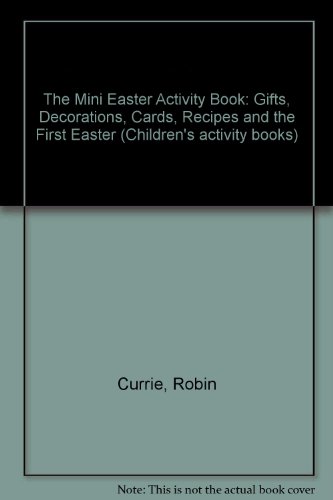 The Mini Easter Activity Book: Gifts,
Decorations, Cards, Recipes and the
First Easter (Children's activity books)
Currie, Robin
Note: This is not the actual book cover